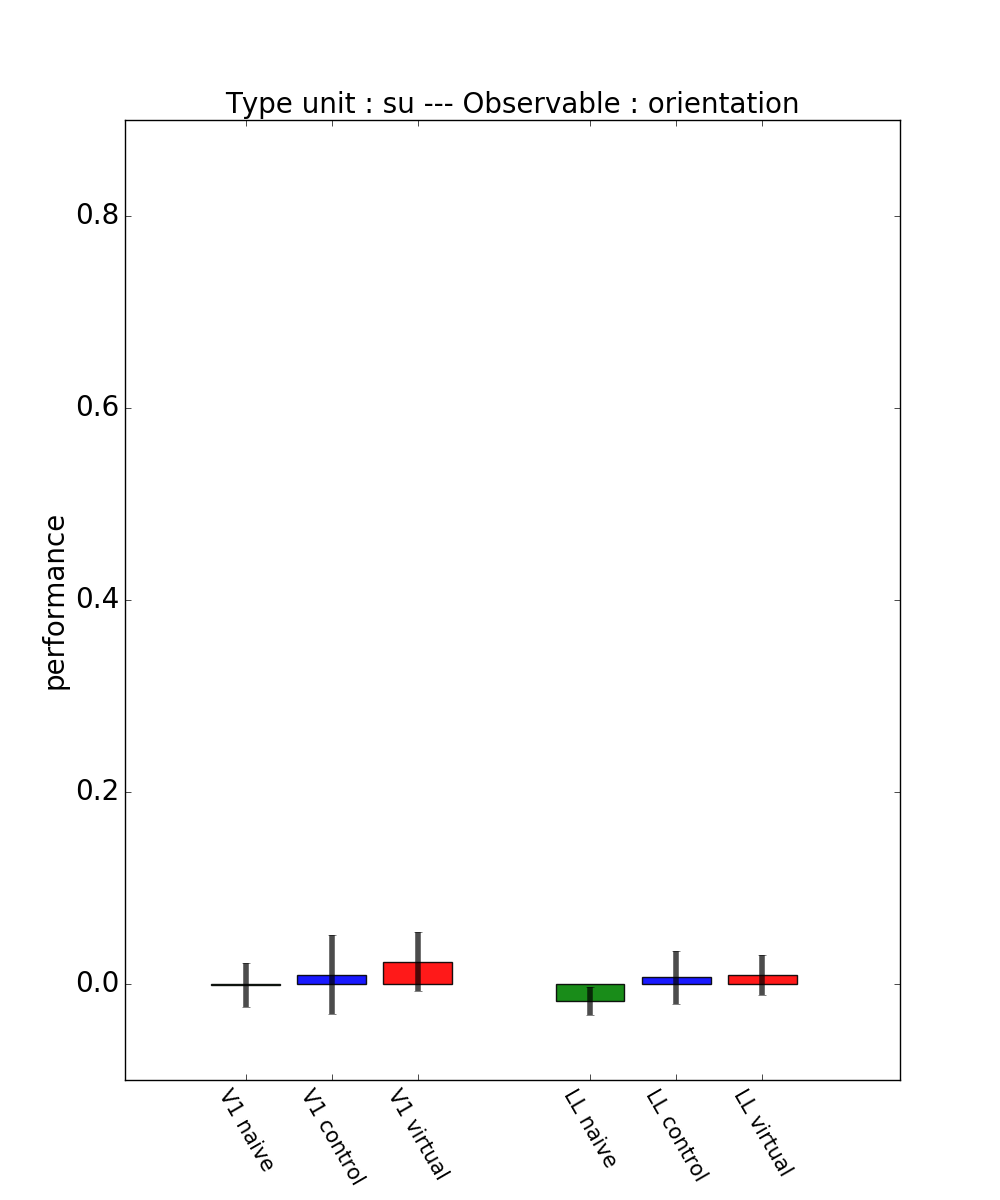 Type unit : su --- Observable : orientation
0.8
0.6
0.4
0.2
0.0
performance
V1 naive
V1 control
V1 virtual
LL naive
LL control
LL virtual